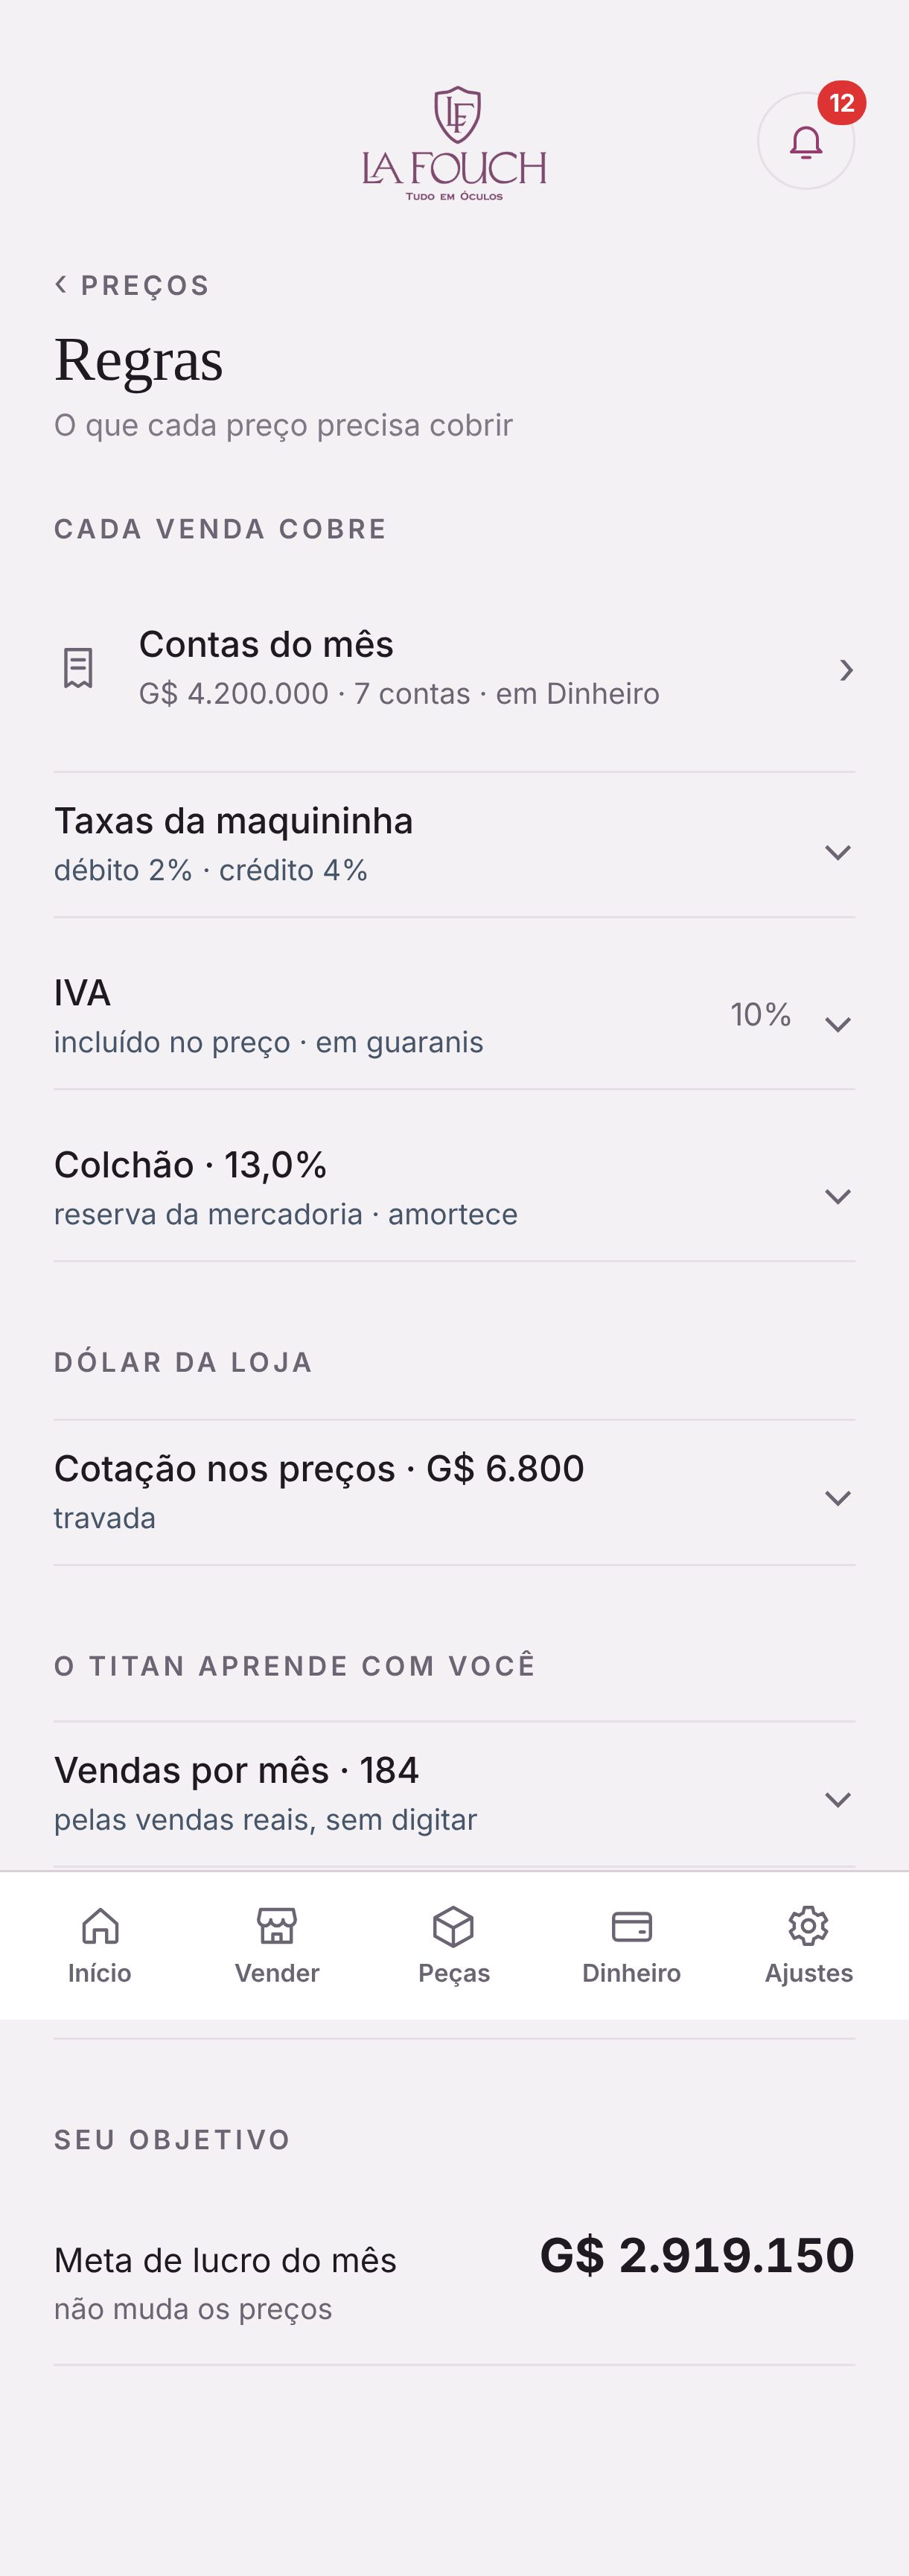 LF
LA FOUCH
TUDO EM ÓCULOS
12
‹ PREÇOS
Regras
O que cada preço precisa cobrir
CADA VENDA COBRE
Contas do mês
G$ 4.200.000 · 7 contas · em Dinheiro
Taxas da maquininha
débito 2% · crédito 4%
IVA
10%
incluído no preço · em guaranis
Colchão · 13,0%
reserva da mercadoria · amortece
DÓLAR DA LOJA
Cotação nos preços · G$ 6.800
travada
O TITAN APRENDE COM VOCÊ
Vendas por mês · 184
pelas vendas reais, sem digitar
Início
Vender
Peças
Dinheiro
Ajustes
SEU OBJETIVO
Meta de lucro do mês
G$ 2.919.150
não muda os preços